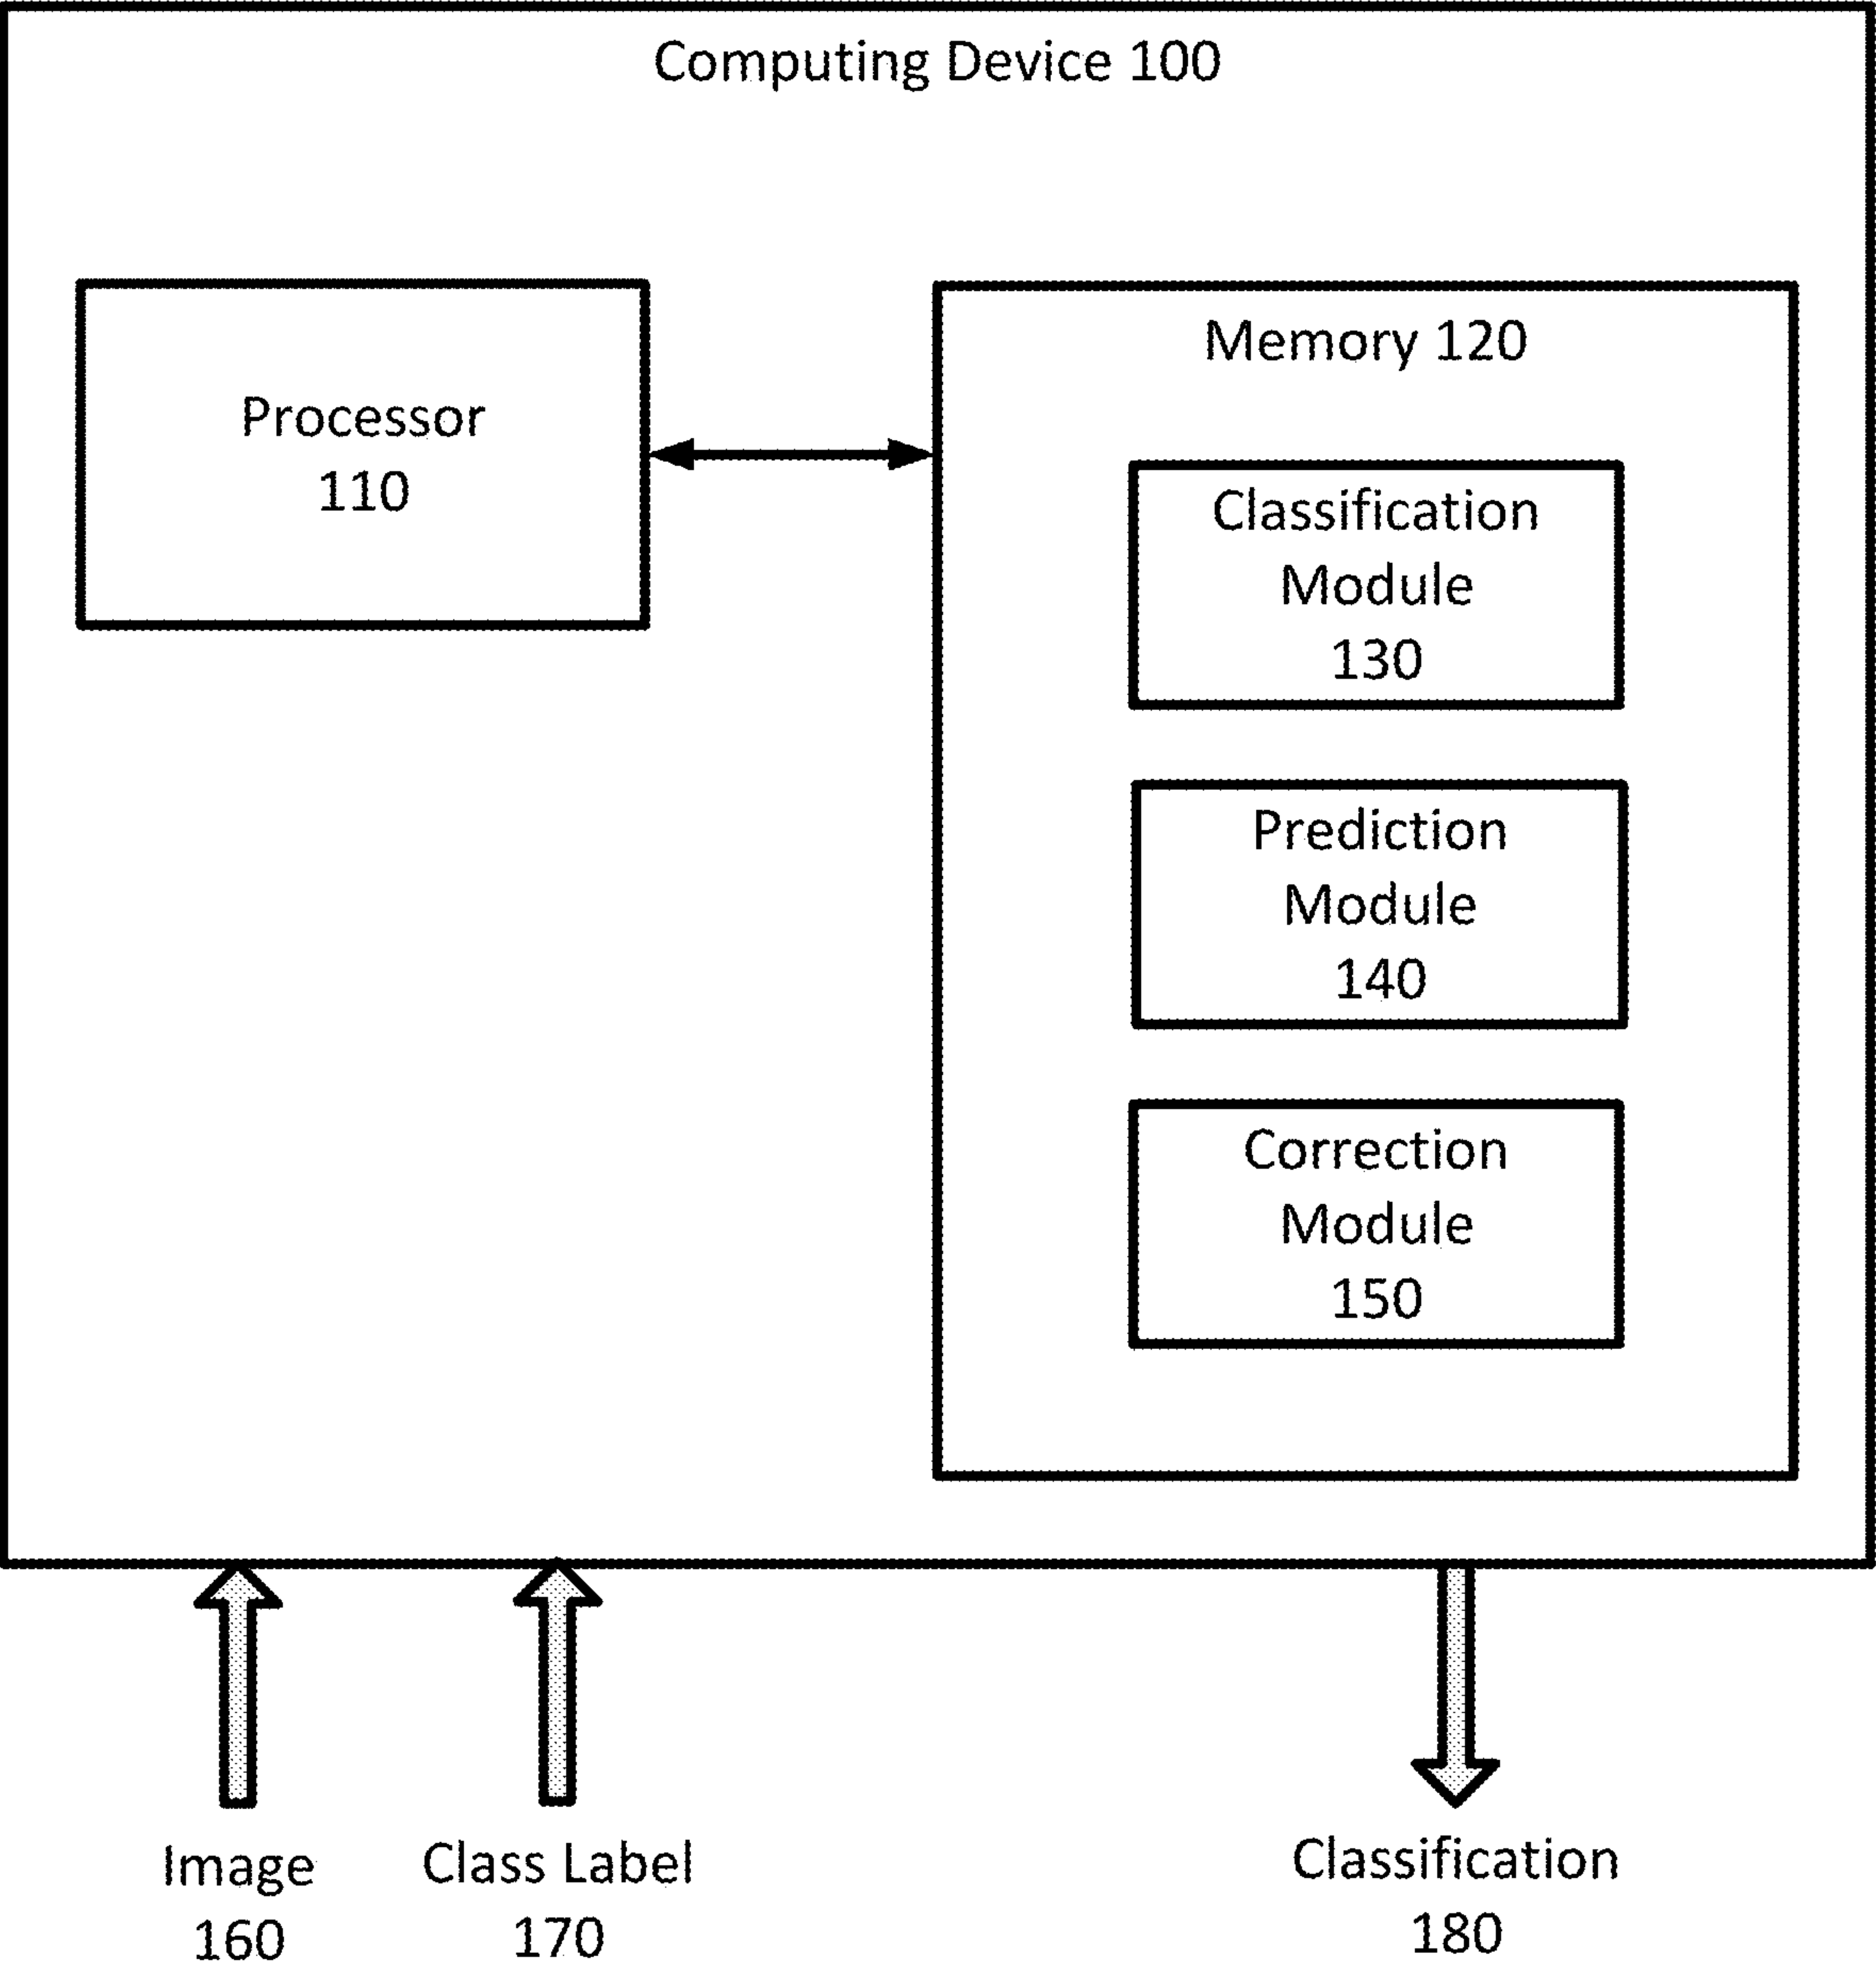 Computing Device 100
Processor
110
Memory 120
Classification
Module
130
Prediction
Module
140
Correction
Module
150
Image
160
Class Label
170
Classification
180